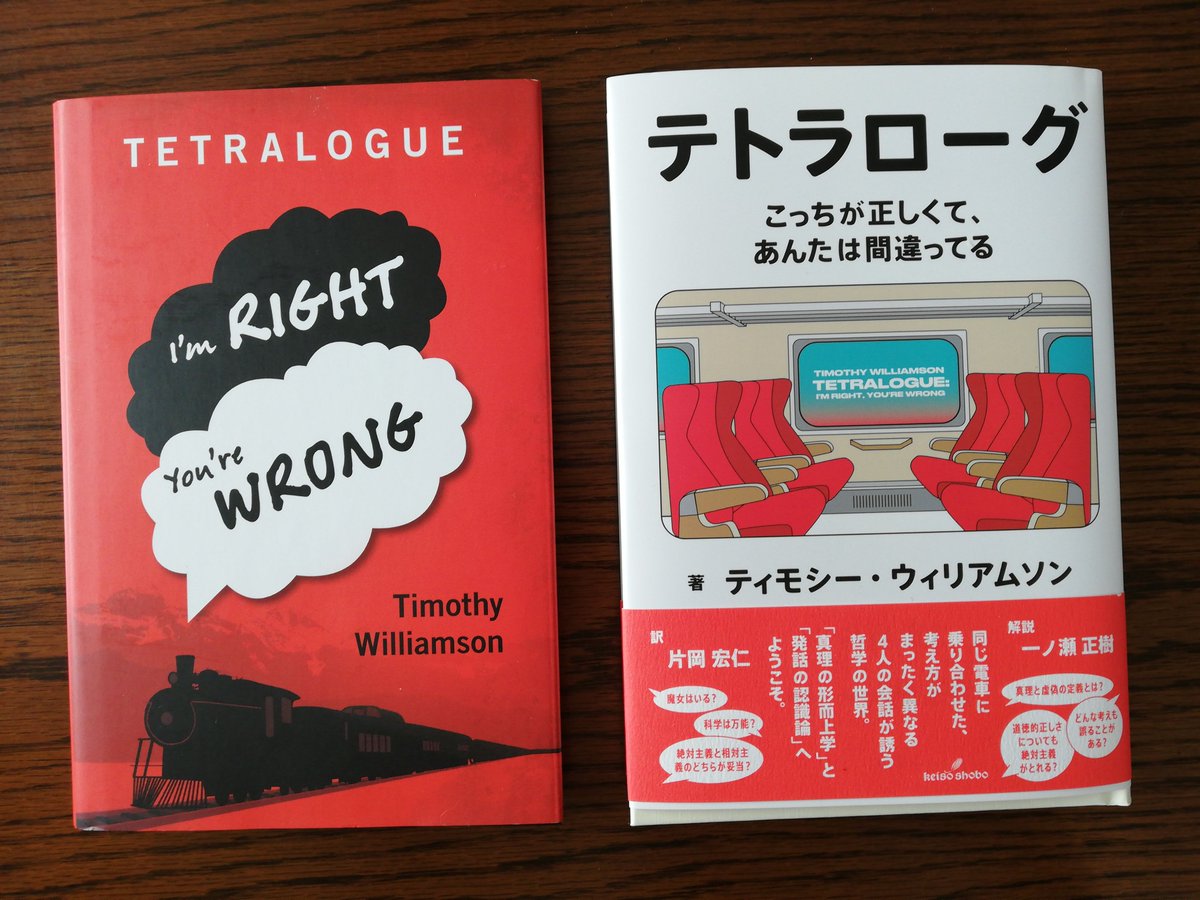 TETRALOGUE
I'm RIGHT
You're
WRONG
Timothy
Williamson
テトラローグ
こっちが正しくて、
あんたは間違ってる
TIMOTHY WILLIAMSON
TETRALOGUE:
I'M RIGHT, YOU'RE WRONG
著 ティモシー・ウィリアムソン
解説
一ノ瀬 正樹
同じ電車に
乗り合わせた、
考え方が
まったく異なる
4人の会話が誘う
哲学の世界。
「真理の形而上学」と
「発話の認識論」へ
ようこそ。
訳
片岡 宏仁
魔女はいる?
科学は万能?
絶対主義と相対主
義のどちらが妥当?
真理と虚偽の定義とは?
どんな考えも
誤ることが
ある?
道徳的正しさ
についても
絶対主義
がとれる?
keiso shobo